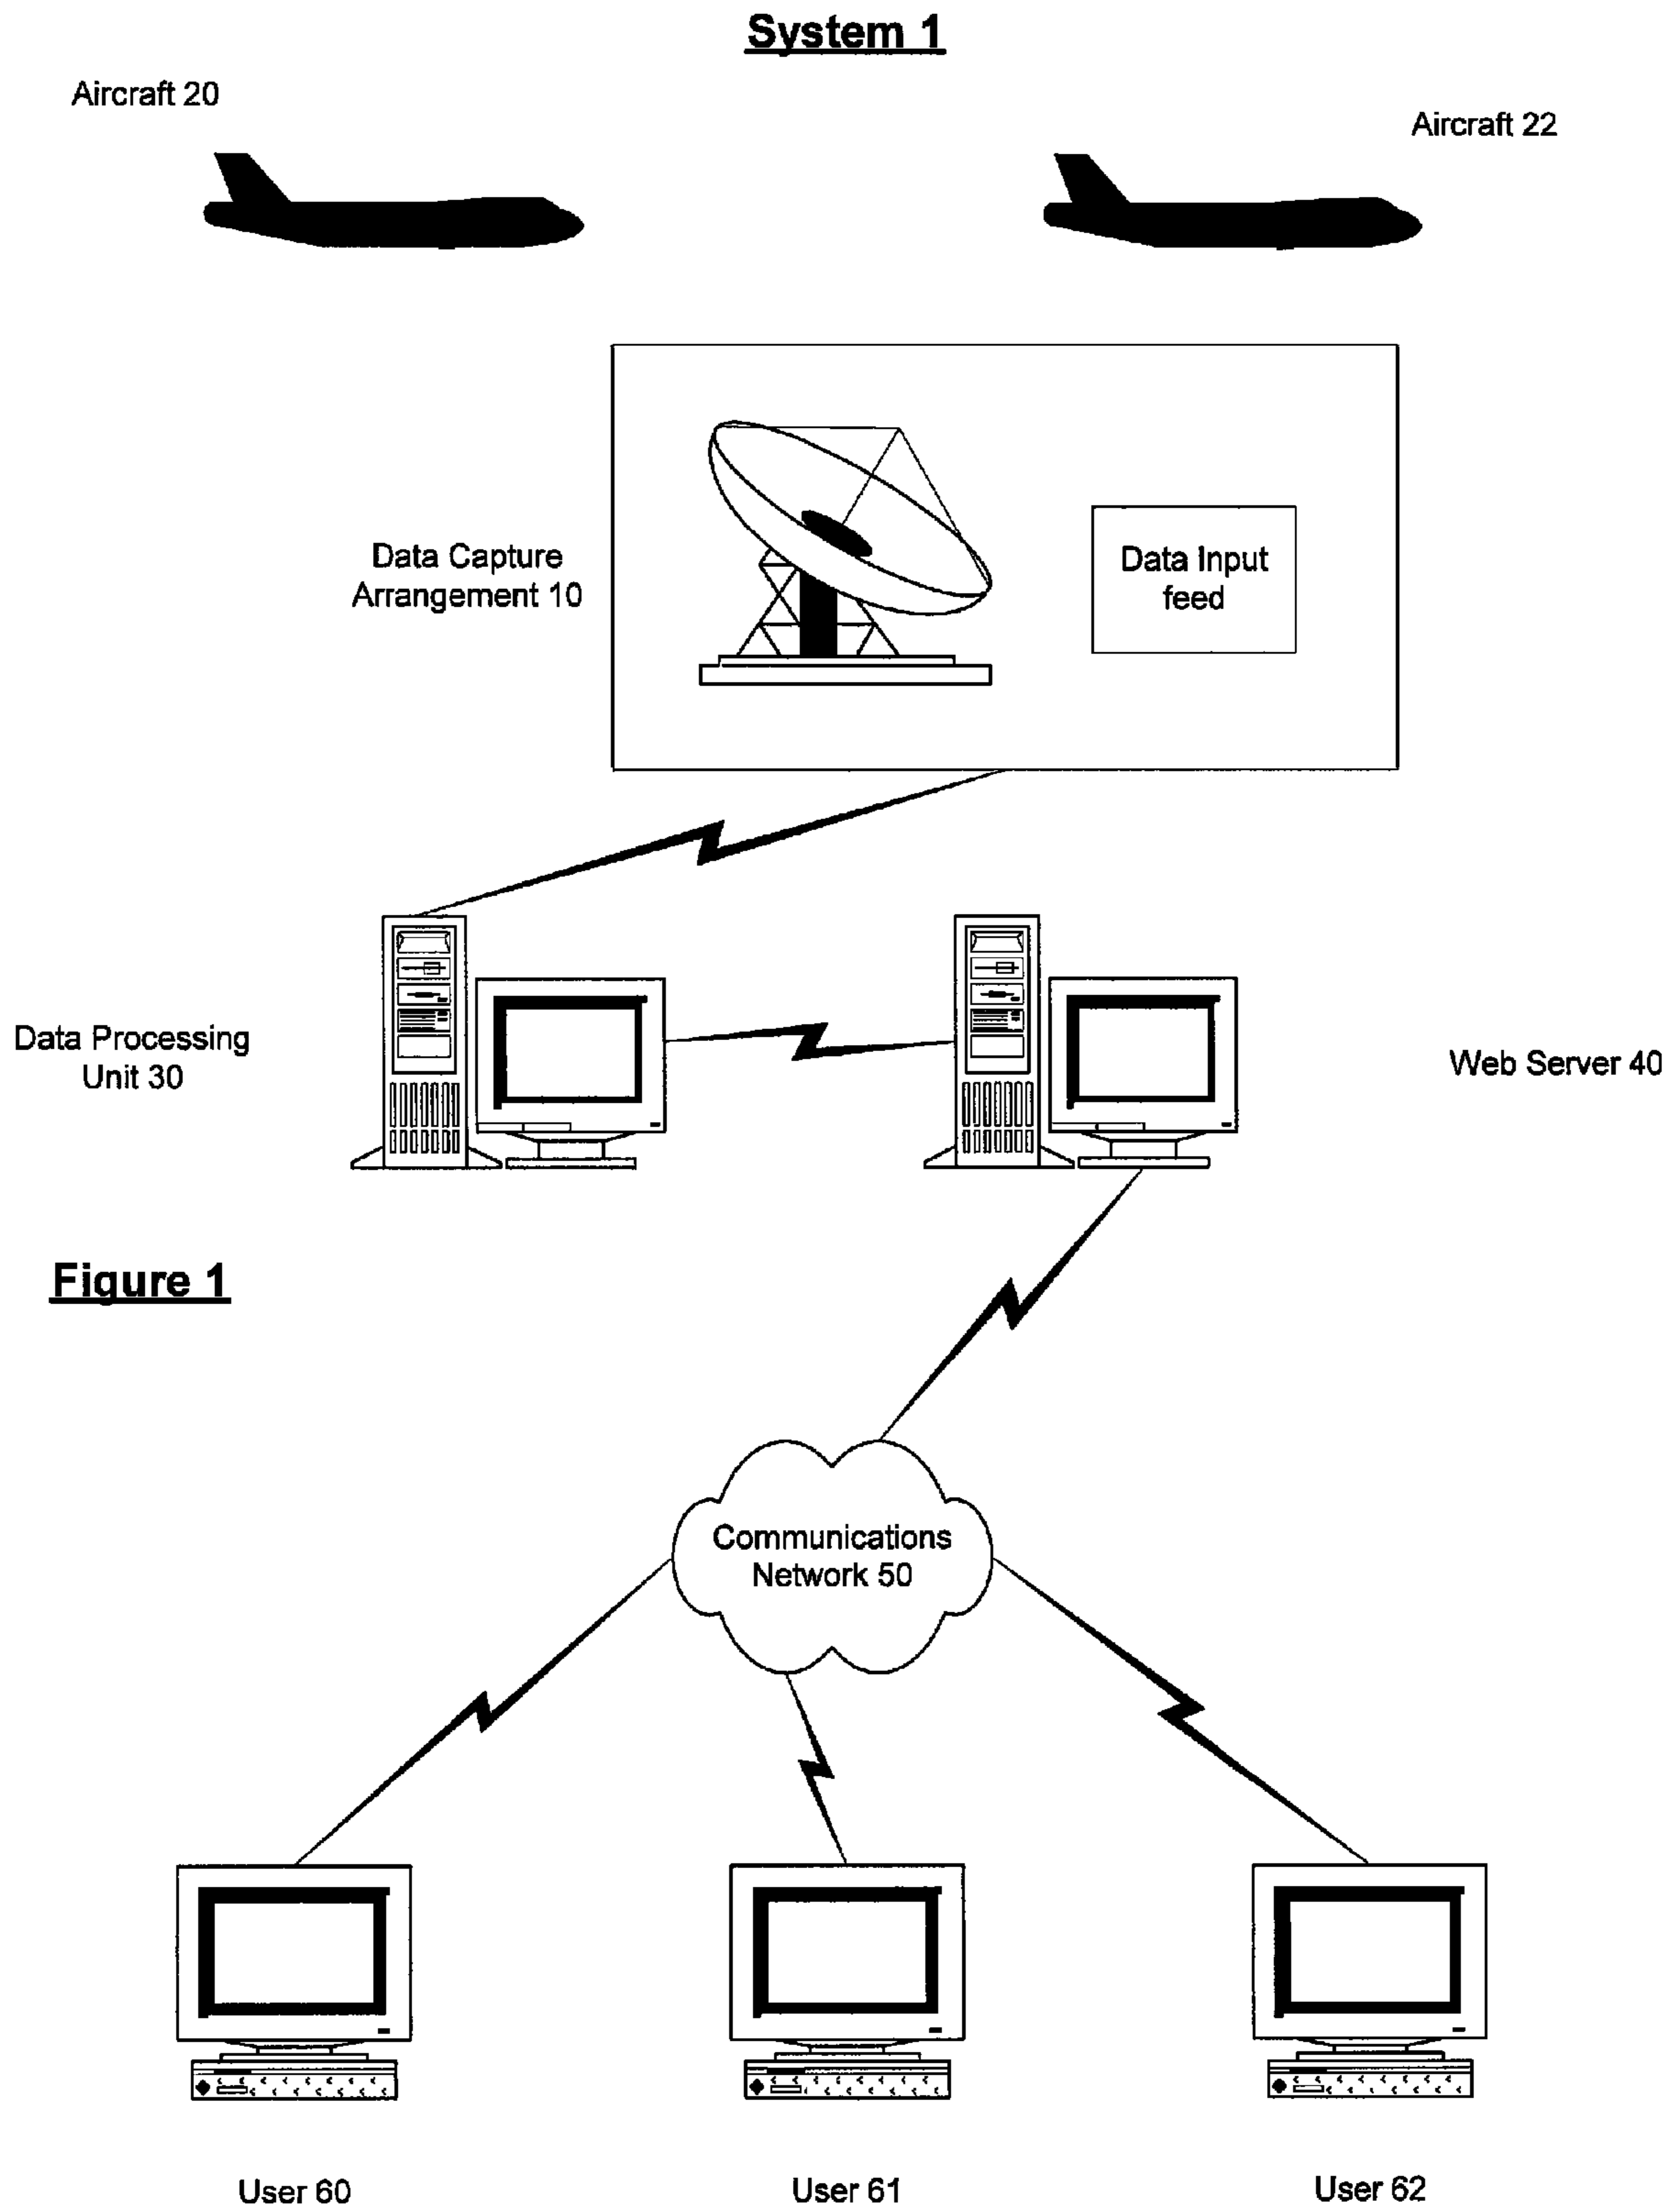 System 1
Aircraft 20
Aircraft 22
Data Capture
Arrangement 10
Data Input
feed
Data Processing
Unit 30
Web Server 40
Figure 1
Communications
Network 50
User 60
User 61
User 62